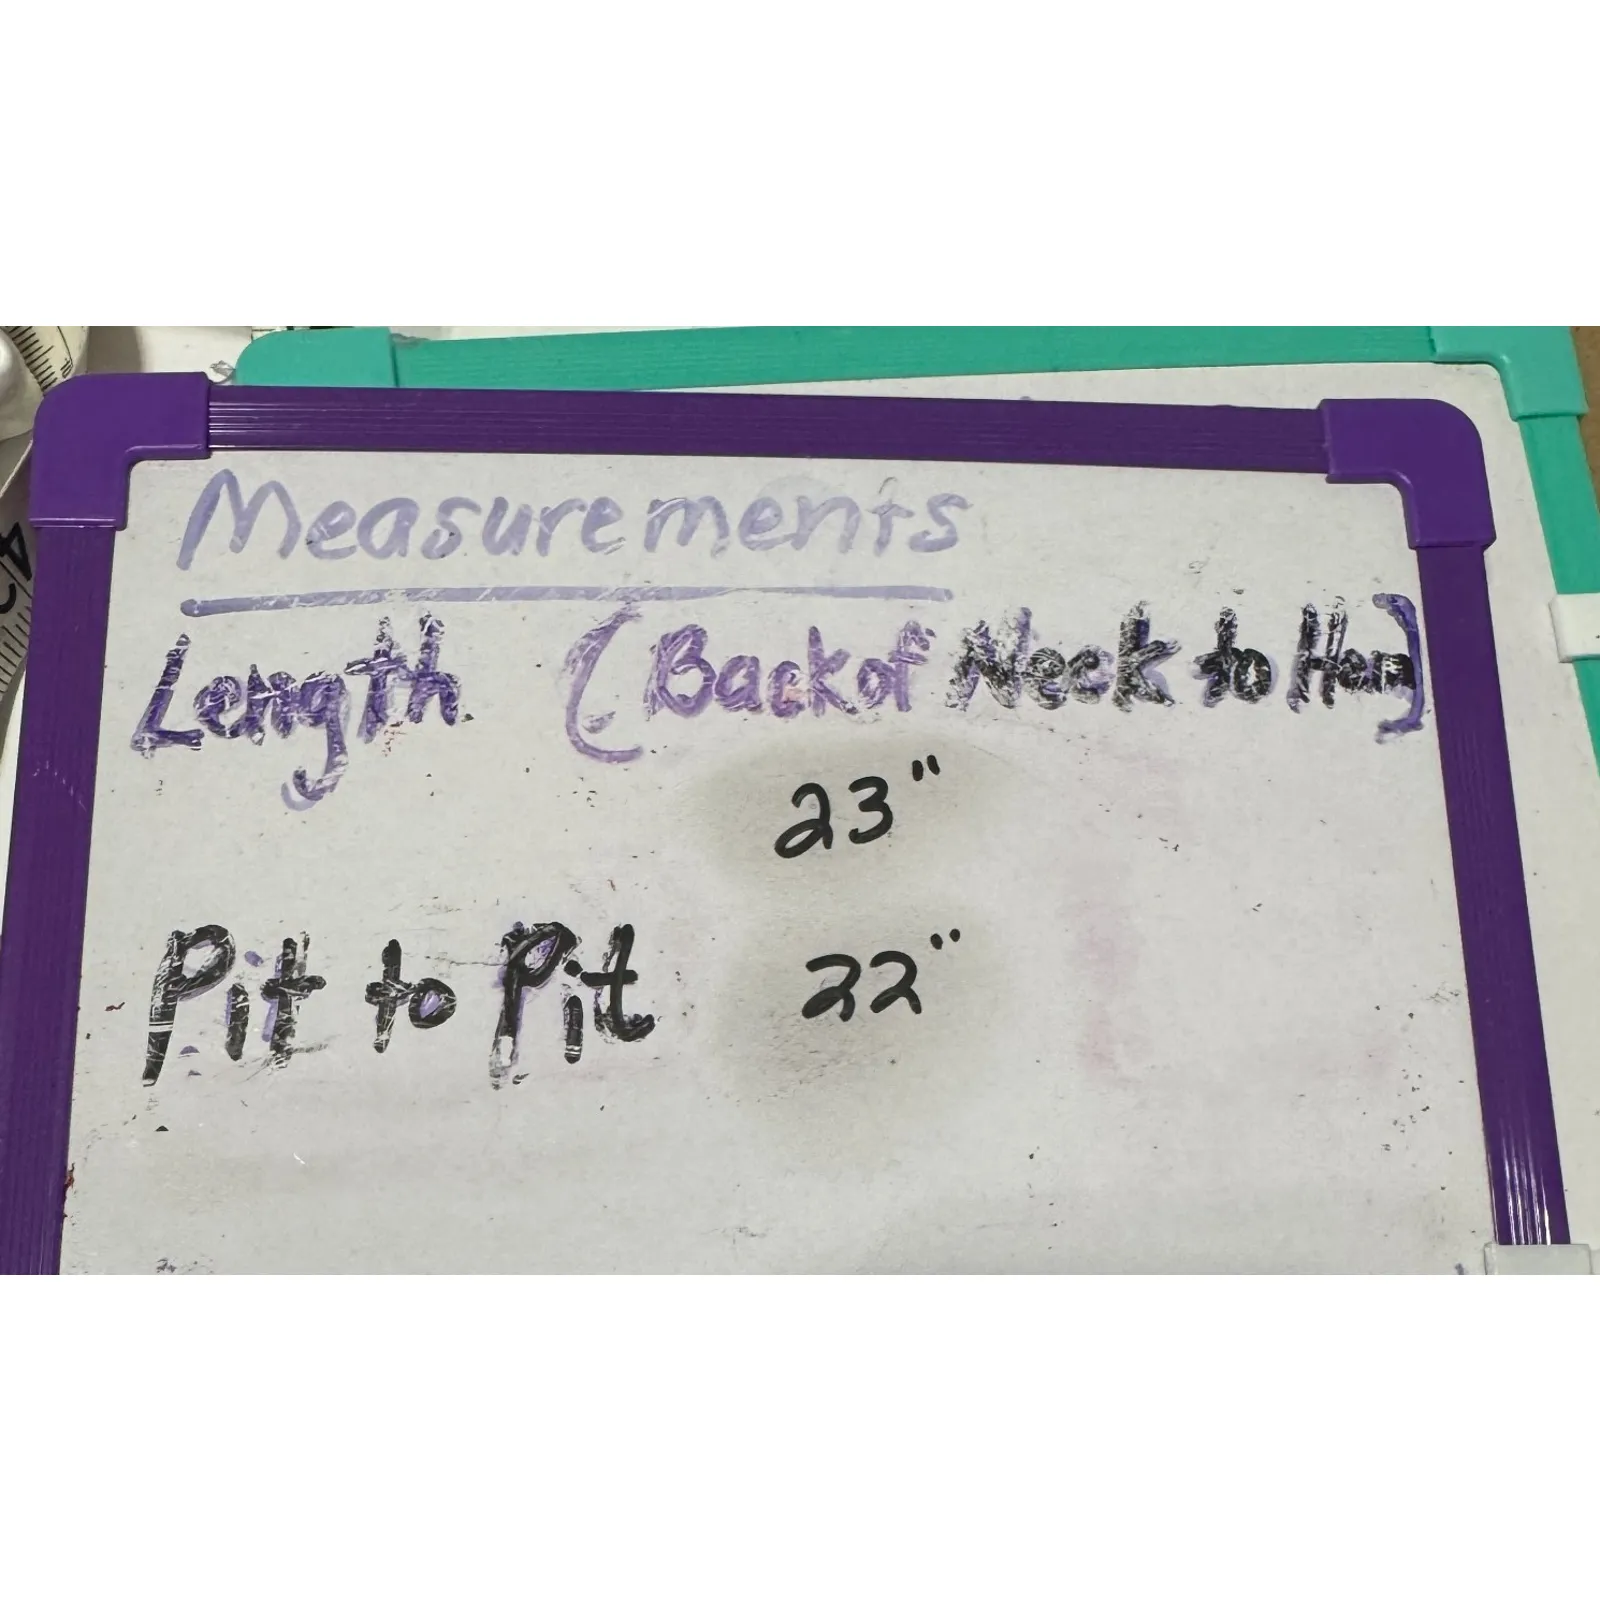 Measurements
Length (Back of Neck to Hem)
23"
Pit to Pit 22"